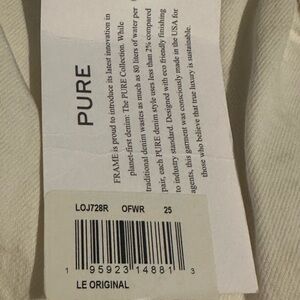 PURE
FRAME is proud to introduce its latest innovation in
planet-first denim: The PURE Collection. While
traditional denim wastes as much as 80 liters of water per
pair, each PURE denim style uses less than 2% compared
to industry standard. Designed with eco friendly finishing
agents, this garment was consciously made in the USA for
those who believe that true luxury is sustainable.
LOJ728R OFWR 25
1 95923 14881 3
LE ORIGINAL